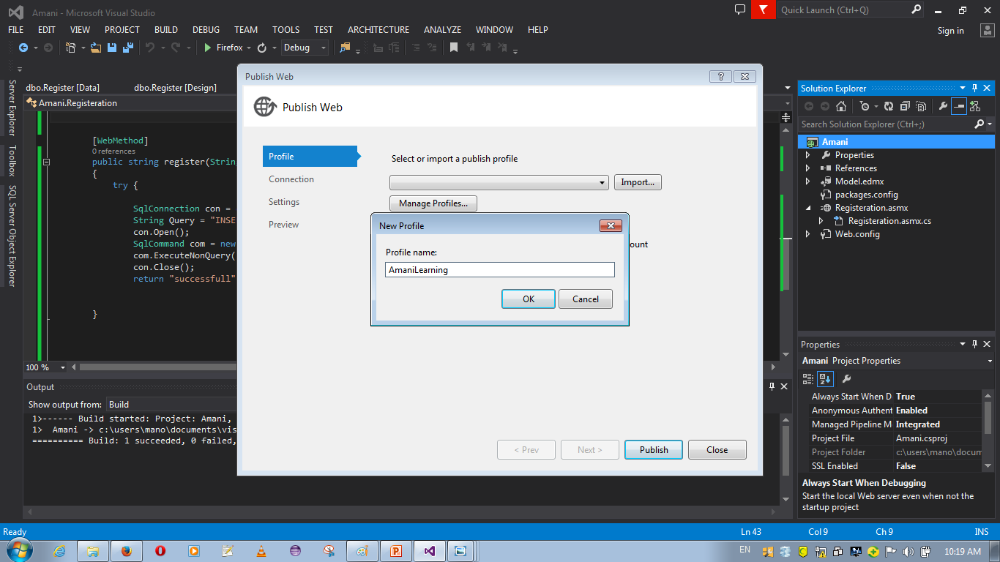 Amani - Microsoft Visual Studio
Quick Launch (Ctrl+Q)
FILE EDIT VIEW PROJECT BUILD DEBUG TEAM TOOLS TEST ARCHITECTURE ANALYZE WINDOW HELP
Sign in
Firefox
Debug
Server Explorer
Toolbox
SQL Server Object Explorer
dbo.Register [Data]
dbo.Register [Design]
Amani.Registeration
[WebMethod]
0 references
public string register(Strin
{
try {
SqlConnection con =
String Query = "INSE
con.Open();
SqlCommand com = new
com.ExecuteNonQuery(
con.Close();
return "successfull"
}
100 %
Output
Show output from: Build
1>------ Build started: Project: Amani,
1>  Amani -> c:\users\mano\documents\vis
========== Build: 1 succeeded, 0 failed,
Publish Web
?
Publish Web
Profile
Connection
Settings
Preview
Select or import a publish profile
Import...
Manage Profiles...
ount
New Profile
Profile name:
AmaniLearning
OK
Cancel
< Prev
Next >
Publish
Close
Solution Explorer
Search Solution Explorer (Ctrl+;)
Amani
Properties
References
Model.edmx
packages.config
Registeration.asmx
Registeration.asmx.cs
Web.config
Properties
Amani Project Properties
Always Start When D True
Anonymous Authent Enabled
Managed Pipeline M Integrated
Project File Amani.csproj
Project Folder c:\users\mano\docum
SSL Enabled False
Always Start When Debugging
Start the local Web server even when not the
startup project
Ready
Ln 43
Col 9
Ch 9
INS
EN
10:19 AM